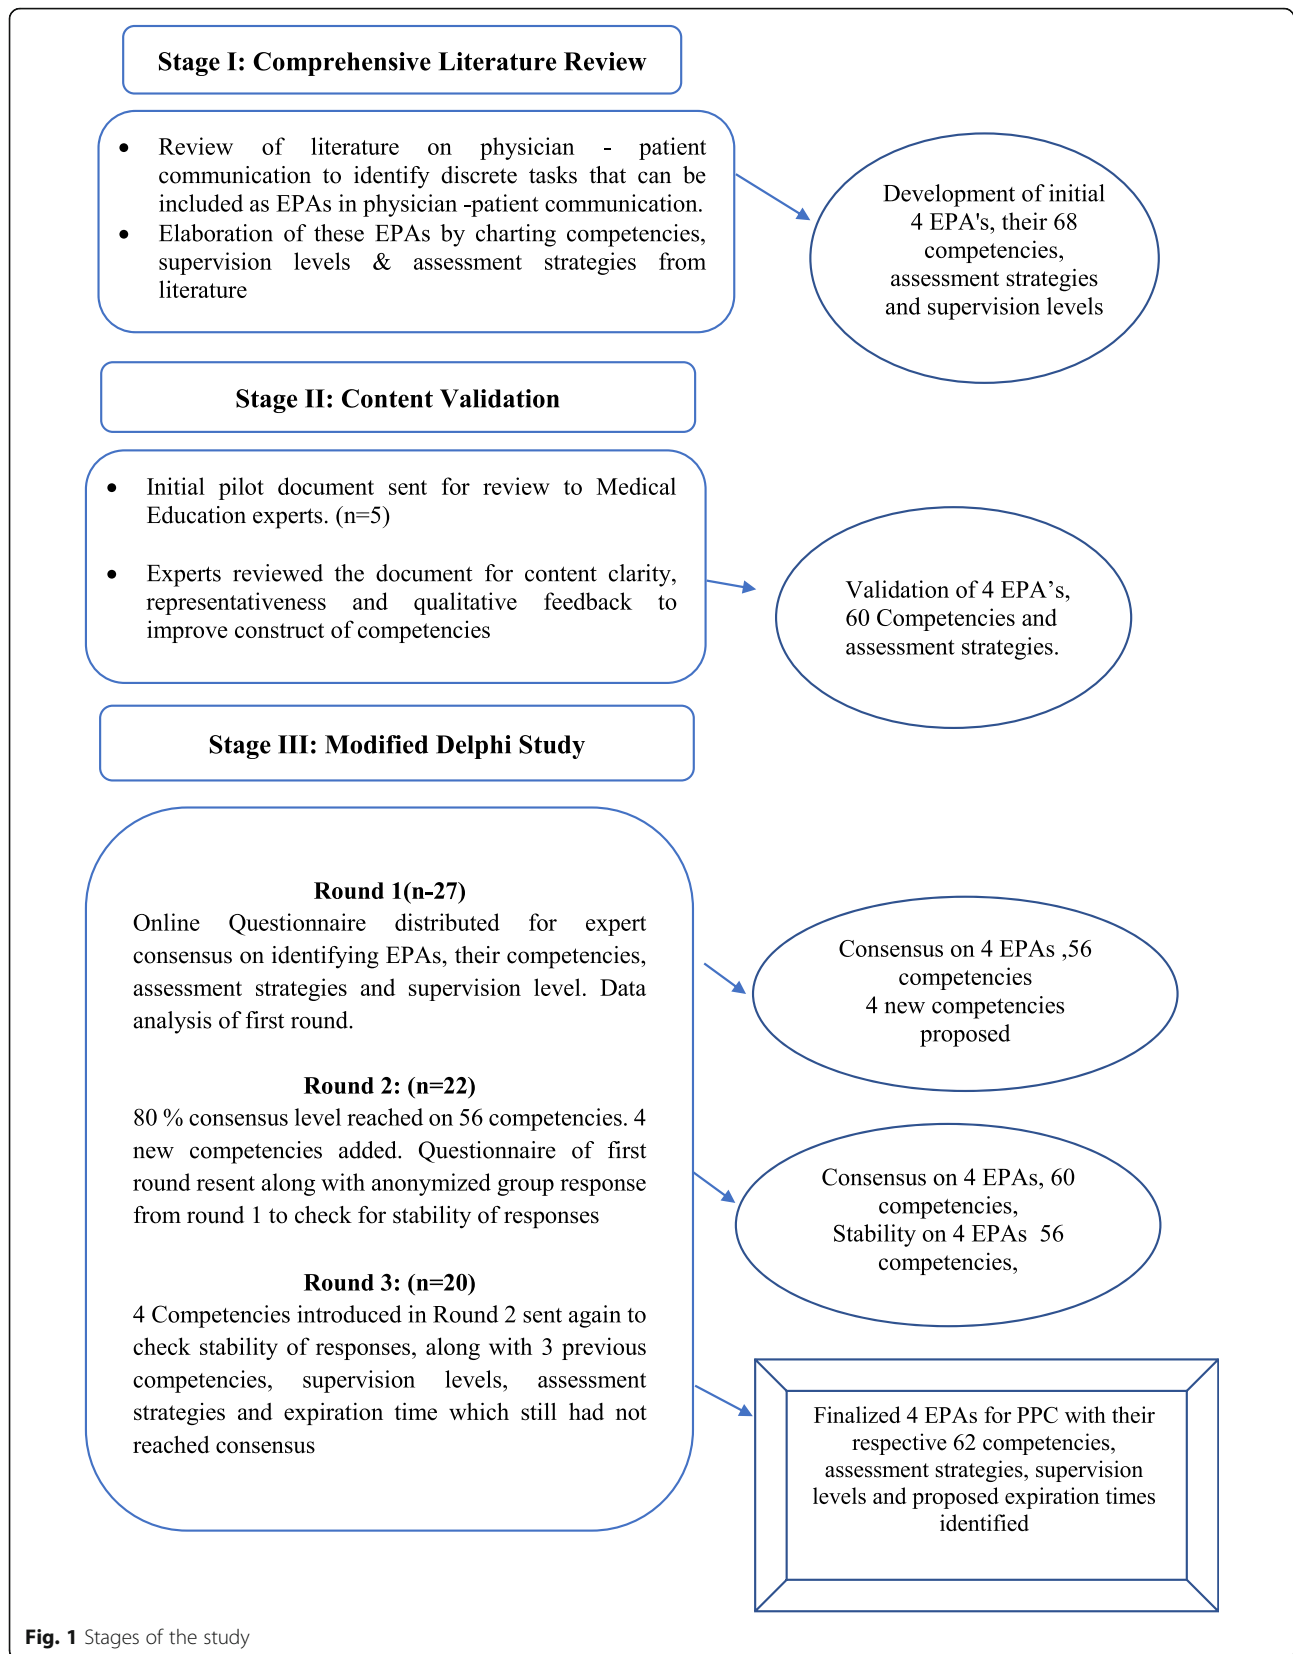 Stage I: Comprehensive Literature Review
• Review of literature on physician - patient
communication to identify discrete tasks that can be
included as EPAs in physician -patient communication.
• Elaboration of these EPAs by charting competencies,
supervision levels & assessment strategies from
literature
Development of initial
4 EPA's, their 68
competencies,
assessment strategies
and supervision levels
Stage II: Content Validation
• Initial pilot document sent for review to Medical
Education experts. (n=5)
• Experts reviewed the document for content clarity,
representativeness and qualitative feedback to
improve construct of competencies
Validation of 4 EPA’s,
60 Competencies and
assessment strategies.
Stage III: Modified Delphi Study
Round 1(n-27)
Online Questionnaire distributed for expert
consensus on identifying EPAs, their competencies,
assessment strategies and supervision level. Data
analysis of first round.
Consensus on 4 EPAs ,56
competencies
4 new competencies
proposed
Round 2: (n=22)
80 % consensus level reached on 56 competencies. 4
new competencies added. Questionnaire of first
round resent along with anonymized group response
from round 1 to check for stability of responses
Consensus on 4 EPAs, 60
competencies,
Stability on 4 EPAs 56
competencies,
Round 3: (n=20)
4 Competencies introduced in Round 2 sent again to
check stability of responses, along with 3 previous
competencies, supervision levels, assessment
strategies and expiration time which still had not
reached consensus
Finalized 4 EPAs for PPC with their
respective 62 competencies,
assessment strategies, supervision
levels and proposed expiration times
identified
Fig. 1 Stages of the study